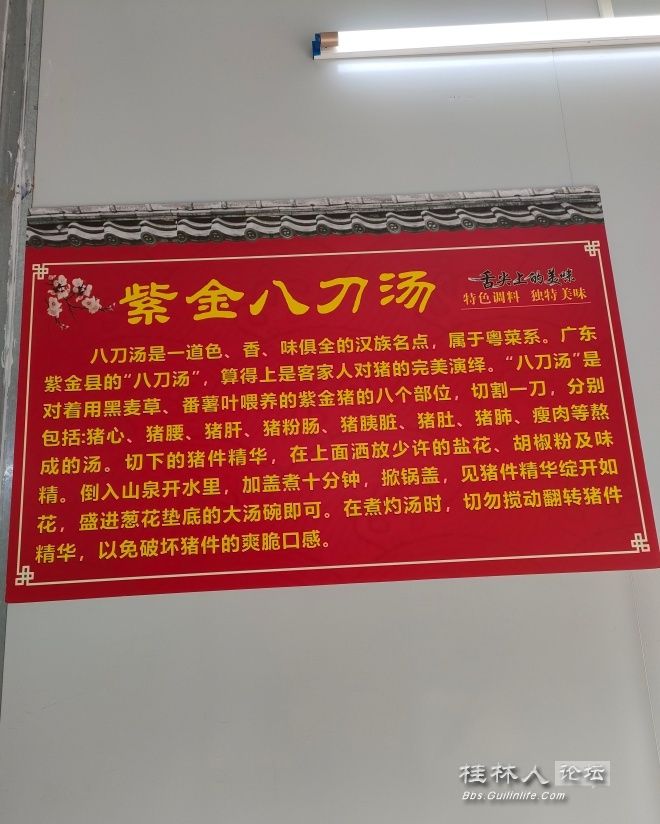 紫金八刀汤
舌尖上的美味
特色调料 独特美味
八刀汤是一道色、香、味俱全的汉族名点，属于粤菜系。广东
紫金县的“八刀汤”，算得上是客家人对猪的完美演绎。“八刀汤”是
对着用黑麦草、番薯叶喂养的紫金猪的八个部位，切割一刀，分别
包括:猪心、猪腰、猪肝、猪粉肠、猪胰脏、猪肚、猪肺、瘦肉等熬
成的汤。切下的猪件精华，在上面洒放少许的盐花、胡椒粉及味
精。倒入山泉开水里，加盖煮十分钟，掀锅盖，见猪件精华绽开如
花，盛进葱花垫底的大汤碗即可。在煮灼汤时，切勿搅动翻转猪件
精华，以免破坏猪件的爽脆口感。
桂林人论坛
Bbs.Guilinlife.com